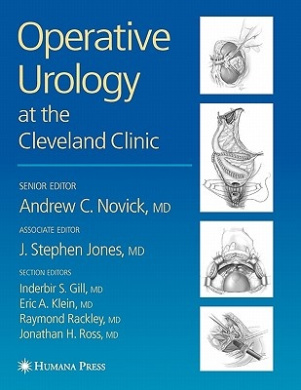 Operative
Urology
at the
Cleveland Clinic
SENIOR EDITOR
Andrew C. Novick, MD
ASSOCIATE EDITOR
J. Stephen Jones, MD
SECTION EDITORS
Inderbir S. Gill, MD
Eric A. Klein, MD
Raymond Rackley, MD
Jonathan H. Ross, MD
HUMANA PRESS